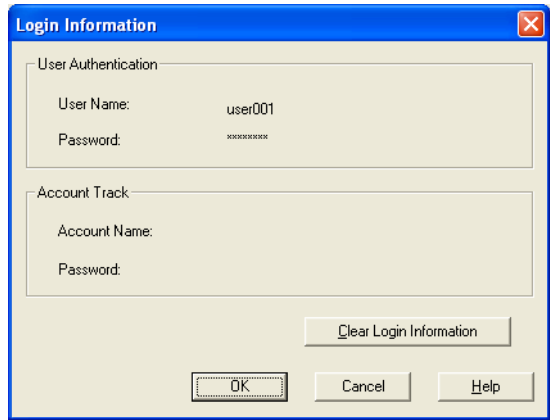 Login Information
User Authentication
User Name: user001
Password: ********
Account Track
Account Name:
Password:
Clear Login Information
OK Cancel Help